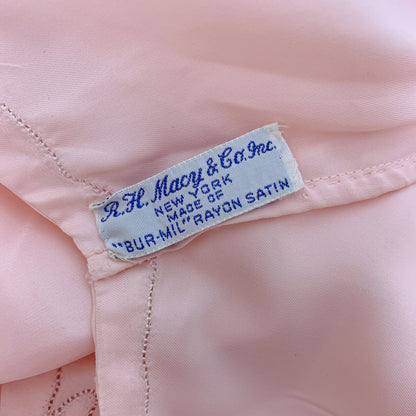 R.H. Macy & Co. Inc.
NEW YORK
MADE OF
"BUR-MIL" RAYON SATIN